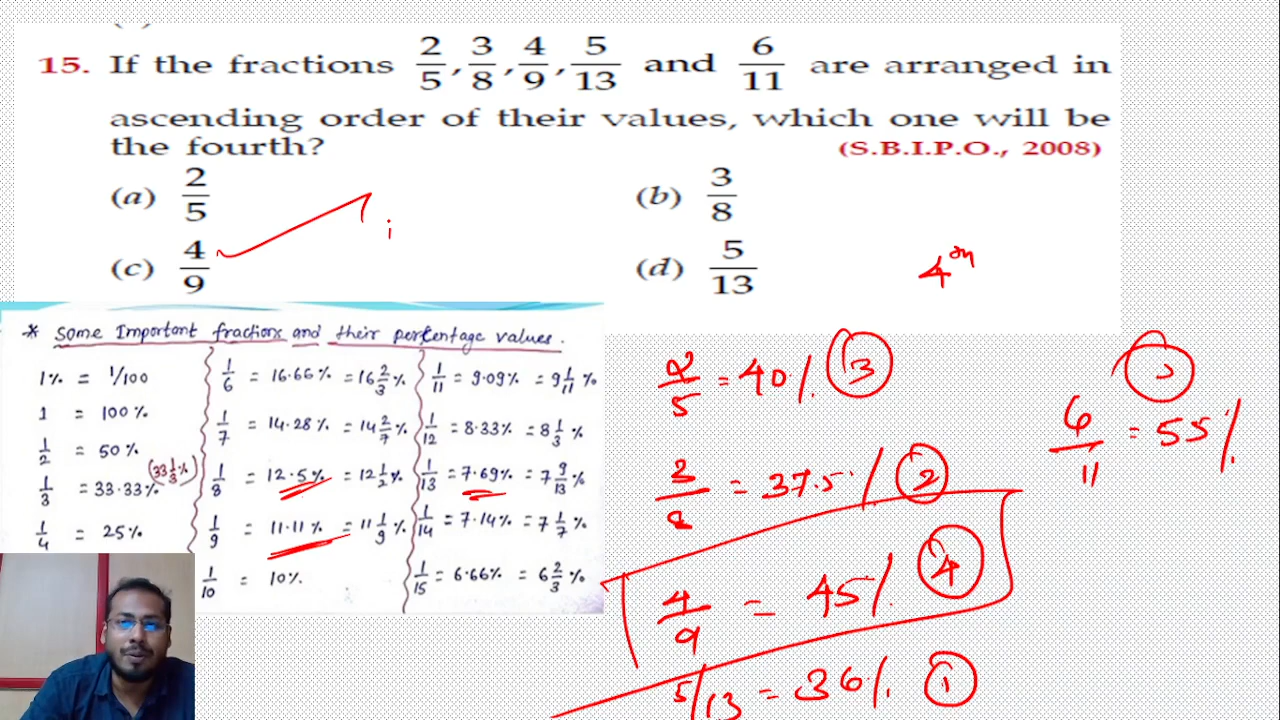 15. If the fractions 2/5, 3/8, 4/9, 5/13 and 6/11 are arranged in
ascending order of their values, which one will be
the fourth?
(S.B.I.P.O., 2008)
(a) 2/5
(b) 3/8
(c) 4/9
(d) 5/13
i
4
* Some Important fractions and their percentage values.
1% = 1/100
1 = 100%
1/2 = 50%
1/3 = 33.33% (33 1/3%)
1/4 = 25%
1/6 = 16.66% = 16 2/3%
1/7 = 14.28% = 14 2/7%
1/8 = 12.5% = 12 1/2%
1/9 = 11.11% = 11 1/9%
1/10 = 10%
1/11 = 9.09% = 9 1/11%
1/12 = 8.33% = 8 1/3%
1/13 = 7.69% = 7 9/13%
1/14 = 7.14% = 7 1/7%
1/15 = 6.66% = 6 2/3%
2/5 = 40% 3
3/8 = 37.5% 2
4/9 = 45% 4
5/13 = 36% 1
6/11 = 55%